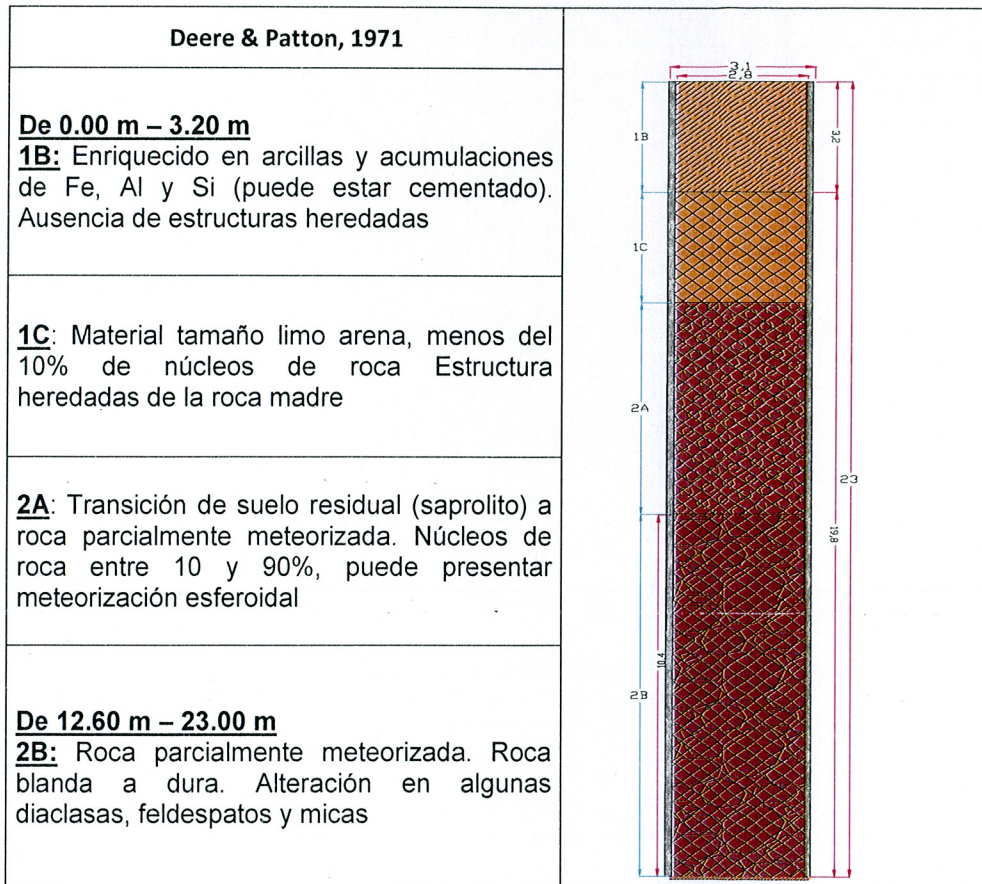 Deere & Patton, 1971
De 0.00 m – 3.20 m
1B: Enriquecido en arcillas y acumulaciones
de Fe, Al y Si (puede estar cementado).
Ausencia de estructuras heredadas
1C: Material tamaño limo arena, menos del
10% de núcleos de roca Estructura
heredadas de la roca madre
2A: Transición de suelo residual (saprolito) a
roca parcialmente meteorizada. Núcleos de
roca entre 10 y 90%, puede presentar
meteorización esferoidal
De 12.60 m – 23.00 m
2B: Roca parcialmente meteorizada. Roca
blanda a dura. Alteración en algunas
diaclasas, feldespatos y micas
3,1
2,8
1B
3,2
1C
2A
23
19,8
10,4
2B